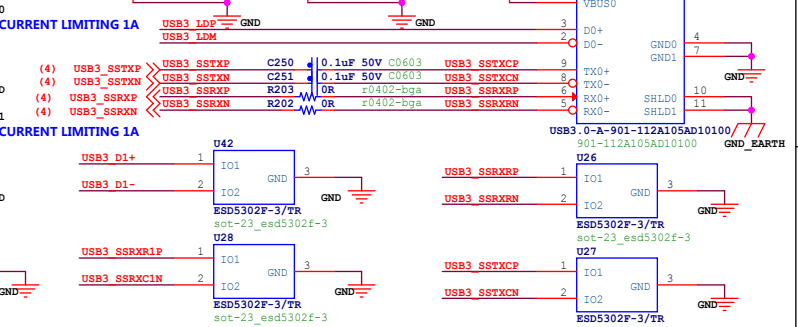 VBUS0
CURRENT LIMITING 1A
GND
GND
USB3_LDP
3
D0+
USB3_LDM
2
D0-
GND0
4
GND1
7
GND
(4) USB3_SSTXP
USB3_SSTXP
C250
0.1uF 50V
C0603
USB3_SSTXCP
9
TX0+
(4) USB3_SSTXN
USB3_SSTXN
C251
0.1uF 50V
C0603
USB3_SSTXCN
8
TX0-
(4) USB3_SSRXP
USB3_SSRXP
R203
0R
r0402-bga
USB3_SSRXRP
6
RX0+
SHLD0
10
(4) USB3_SSRXN
USB3_SSRXN
R202
0R
r0402-bga
USB3_SSRXRN
5
RX0-
SHLD1
11
CURRENT LIMITING 1A
USB3.0-A-901-112A105AD10100
901-112A105AD10100
GND_EARTH
U42
USB3_D1+
1
IO1
USB3_D1-
2
IO2
GND
3
GND
ESD5302F-3/TR
sot-23_esd5302f-3
U26
USB3_SSRXRP
1
IO1
USB3_SSRXRN
2
IO2
GND
3
GND
ESD5302F-3/TR
sot-23_esd5302f-3
U28
USB3_SSRXR1P
1
IO1
USB3_SSRXC1N
2
IO2
GND
3
GND
ESD5302F-3/TR
sot-23_esd5302f-3
U27
USB3_SSTXCP
1
IO1
USB3_SSTXCN
2
IO2
GND
3
GND
ESD5302F-3/TR
GND